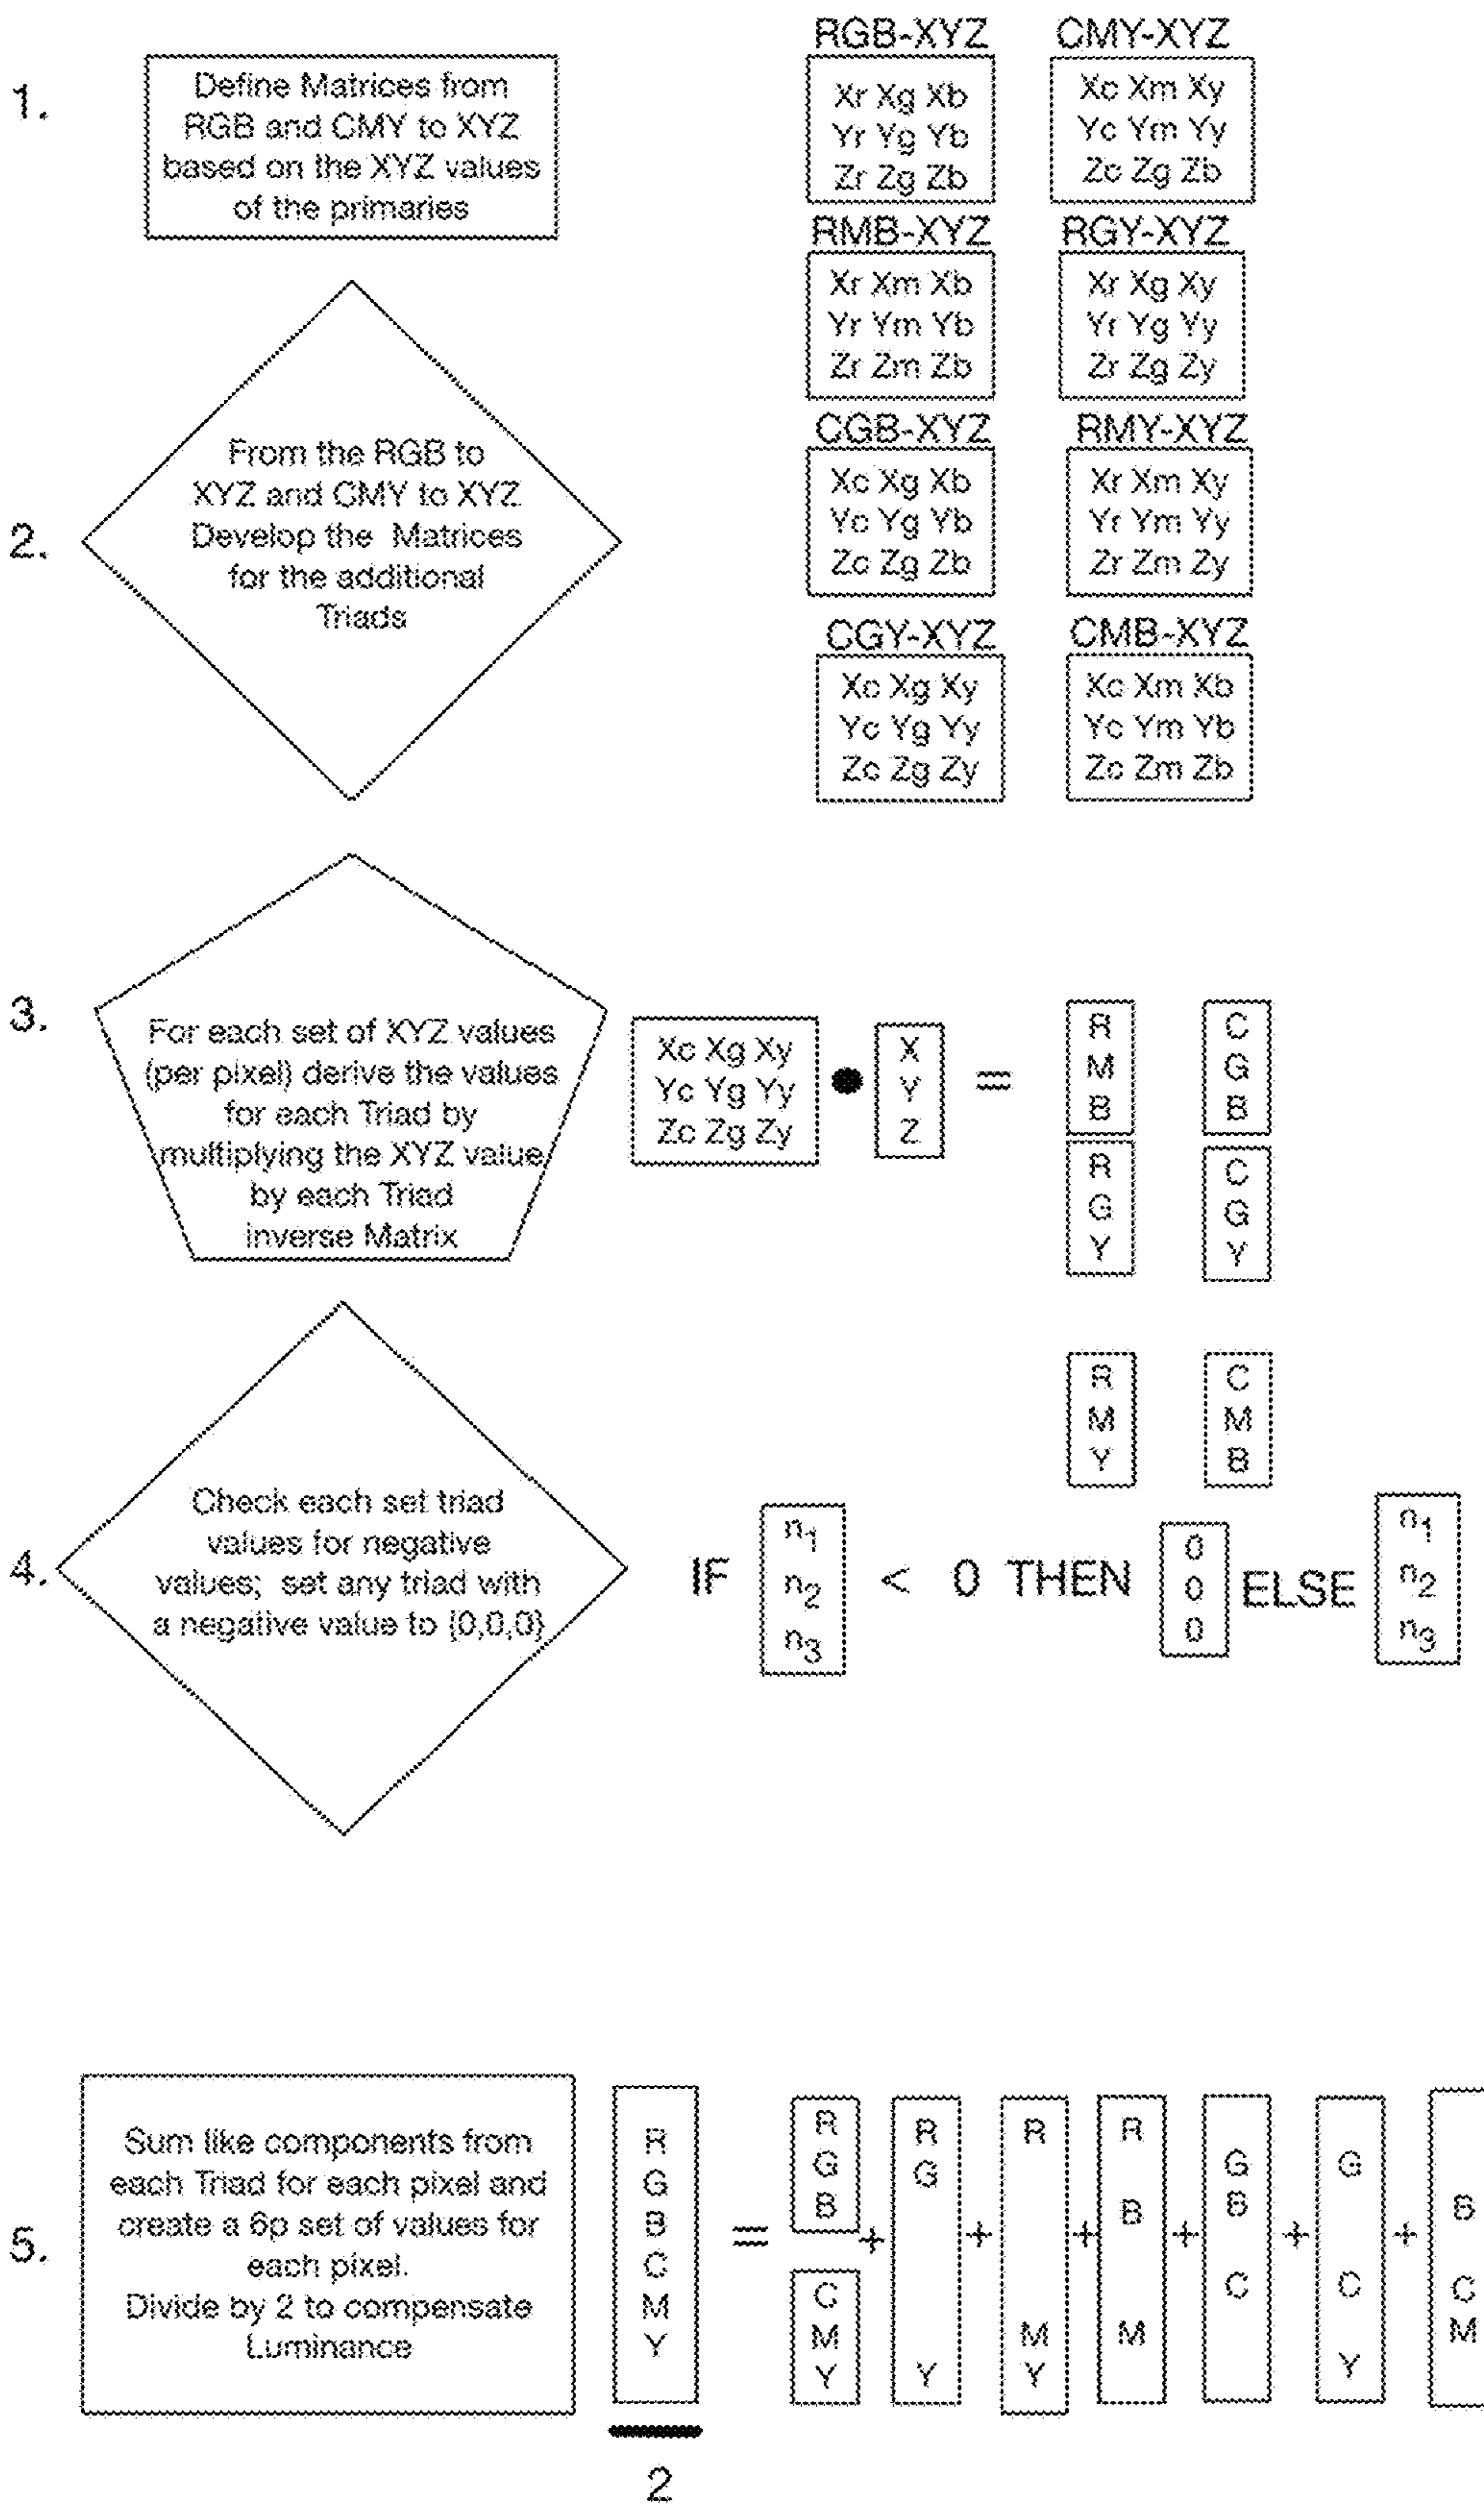 1.
Define Matrices from
RGB and CMY to XYZ
based on the XYZ values
of the primaries
RGB-XYZ
Xr Xg Xb
Yr Yg Yb
Zr Zg Zb
CMY-XYZ
Xc Xm Xy
Yc Ym Yy
Zc Zg Zb
2.
From the RGB to
XYZ and CMY to XYZ
Develop the Matrices
for the additional
Triads
RMB-XYZ
Xr Xm Xb
Yr Ym Yb
Zr Zm Zb
RGY-XYZ
Xr Xg Xy
Yr Yg Yy
Zr Zg Zy
CGB-XYZ
Xc Xg Xb
Yc Yg Yb
Zc Zg Zb
RMY-XYZ
Xr Xm Xy
Yr Ym Yy
Zr Zm Zy
CGY-XYZ
Xc Xg Xy
Yc Yg Yy
Zc Zg Zy
CMB-XYZ
Xc Xm Xb
Yc Ym Yb
Zc Zm Zb
3.
For each set of XYZ values
(per pixel) derive the values
for each Triad by
multiplying the XYZ value
by each Triad
inverse Matrix
Xc Xg Xy
Yc Yg Yy
Zc Zg Zy
●
X
Y
Z
=
R
M
B
C
G
B
R
G
Y
C
G
Y
R
M
Y
C
M
B
4.
Check each set triad
values for negative
values; set any triad with
a negative value to {0,0,0}
IF
n1
n2
n3
< 0 THEN
0
0
0
ELSE
n1
n2
n3
5.
Sum like components from
each Triad for each pixel and
create a 6p set of values for
each pixel.
Divide by 2 to compensate
Luminance
R
G
B
C
M
Y
2
=
R
G
B
C
M
Y
+
R
G
Y
+
R
M
Y
+
R
B
M
+
G
B
C
+
G
C
Y
+
B
C
M